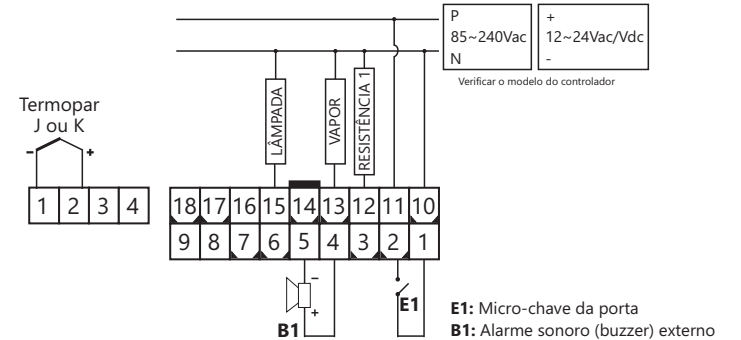 P
85~240Vac
N
+
12~24Vac/Vdc
-
Verificar o modelo do controlador
LÂMPADA
VAPOR
RESISTÊNCIA 1
Termopar
J ou K
- +
1 2 3 4
18 17 16 15 14 13 12 11 10
9 8 7 6 5 4 3 2 1
-
+
B1
E1
E1: Micro-chave da porta
B1: Alarme sonoro (buzzer) externo